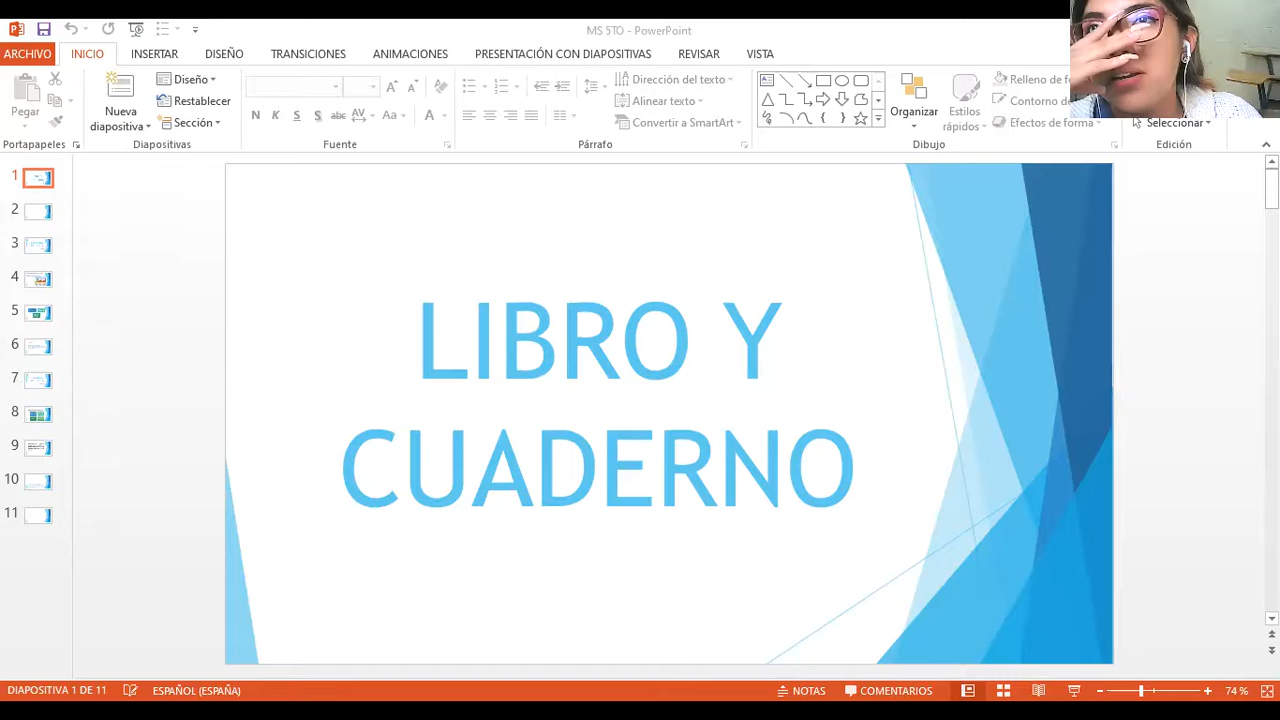 MS 5TO - PowerPoint
ARCHIVO INICIO INSERTAR DISEÑO TRANSICIONES ANIMACIONES PRESENTACIÓN CON DIAPOSITIVAS REVISAR VISTA
Pegar
Nueva diapositiva
Diseño
Restablecer
Sección
N K S S abc AV Aa A
Dirección del texto
Alinear texto
Convertir a SmartArt
Organizar
Estilos rápidos
Relleno de
Contorno de
Efectos de forma
Seleccionar
Portapapeles Diapositivas Fuente Párrafo Dibujo Edición
1
2
3
4
5
6
7
8
9
10
11
LIBRO Y
CUADERNO
DIAPOSITIVA 1 DE 11 ESPAÑOL (ESPAÑA) NOTAS COMENTARIOS 74 %